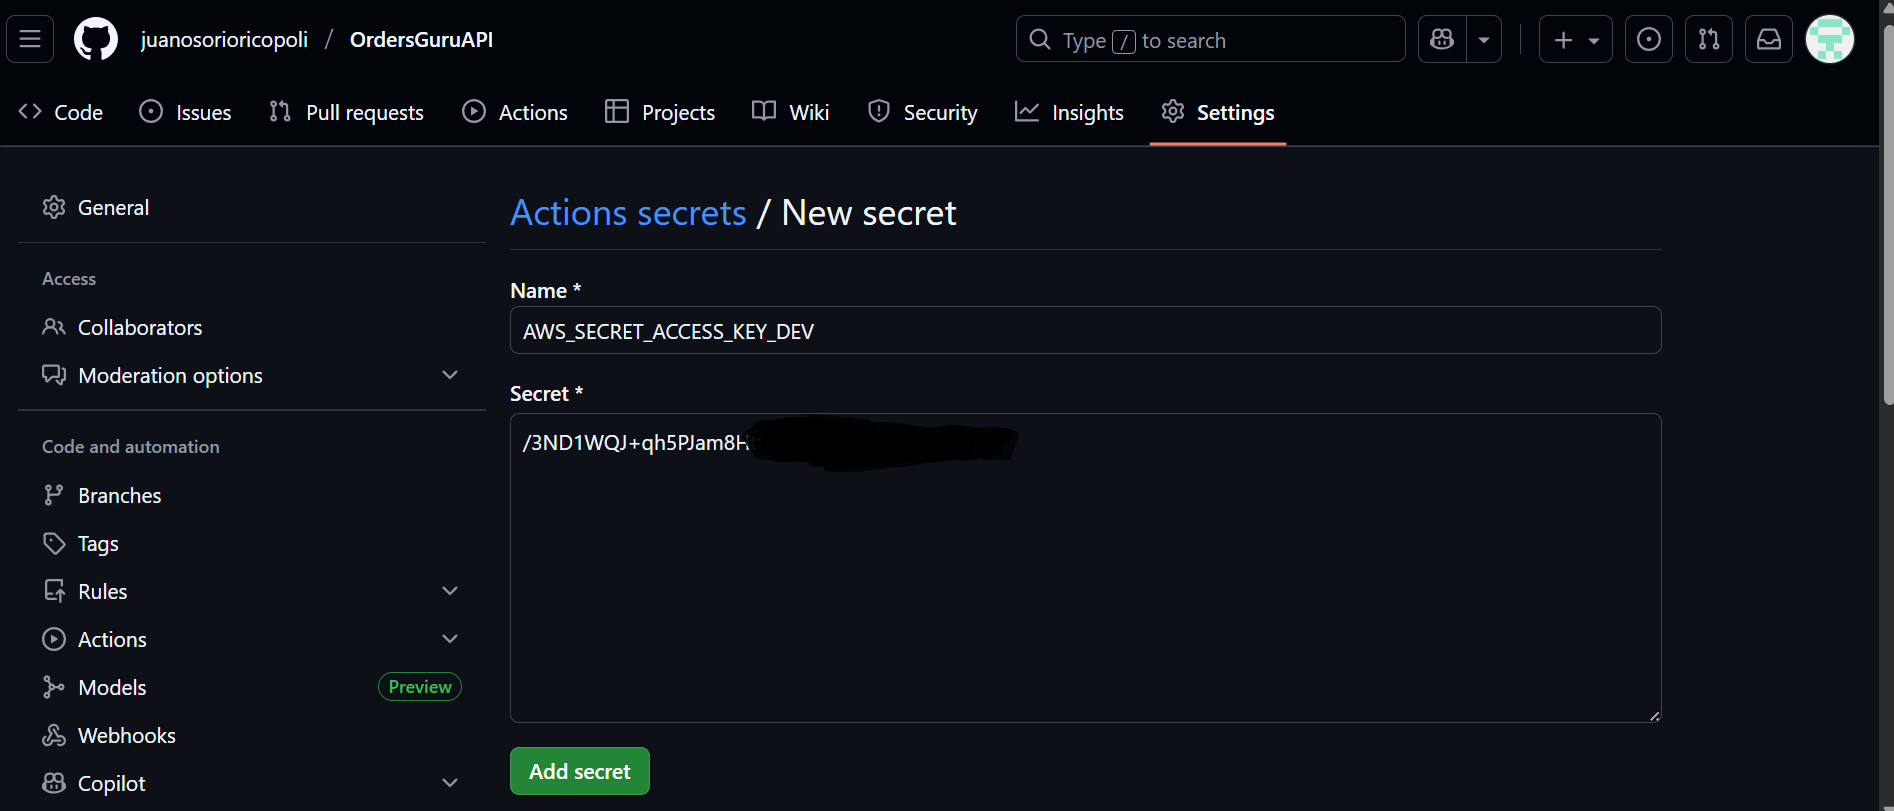 juanosorioricopoli / OrdersGuruAPI
Type / to search
Code Issues Pull requests Actions Projects Wiki Security Insights Settings
General
Access
Collaborators
Moderation options
Code and automation
Branches
Tags
Rules
Actions
Models Preview
Webhooks
Copilot
Actions secrets / New secret
Name *
AWS_SECRET_ACCESS_KEY_DEV
Secret *
/3ND1WQJ+qh5PJam8H
Add secret